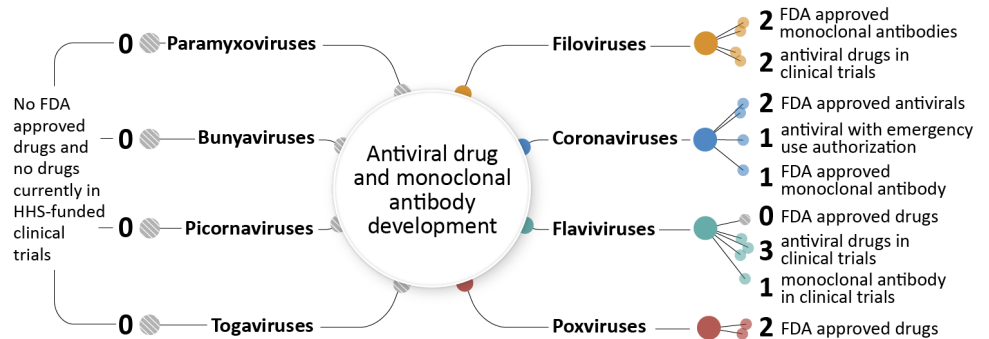 No FDA
approved
drugs and
no drugs
currently in
HHS-funded
clinical
trials
0 Paramyxoviruses
0 Bunyaviruses
0 Picornaviruses
0 Togaviruses
Antiviral drug
and monoclonal
antibody
development
Filoviruses
2 FDA approved
monoclonal antibodies
2 antiviral drugs in
clinical trials
Coronaviruses
2 FDA approved antivirals
1 antiviral with emergency
use authorization
1 FDA approved
monoclonal antibody
Flaviviruses
0 FDA approved drugs
3 antiviral drugs in
clinical trials
1 monoclonal antibody
in clinical trials
Poxviruses
2 FDA approved drugs